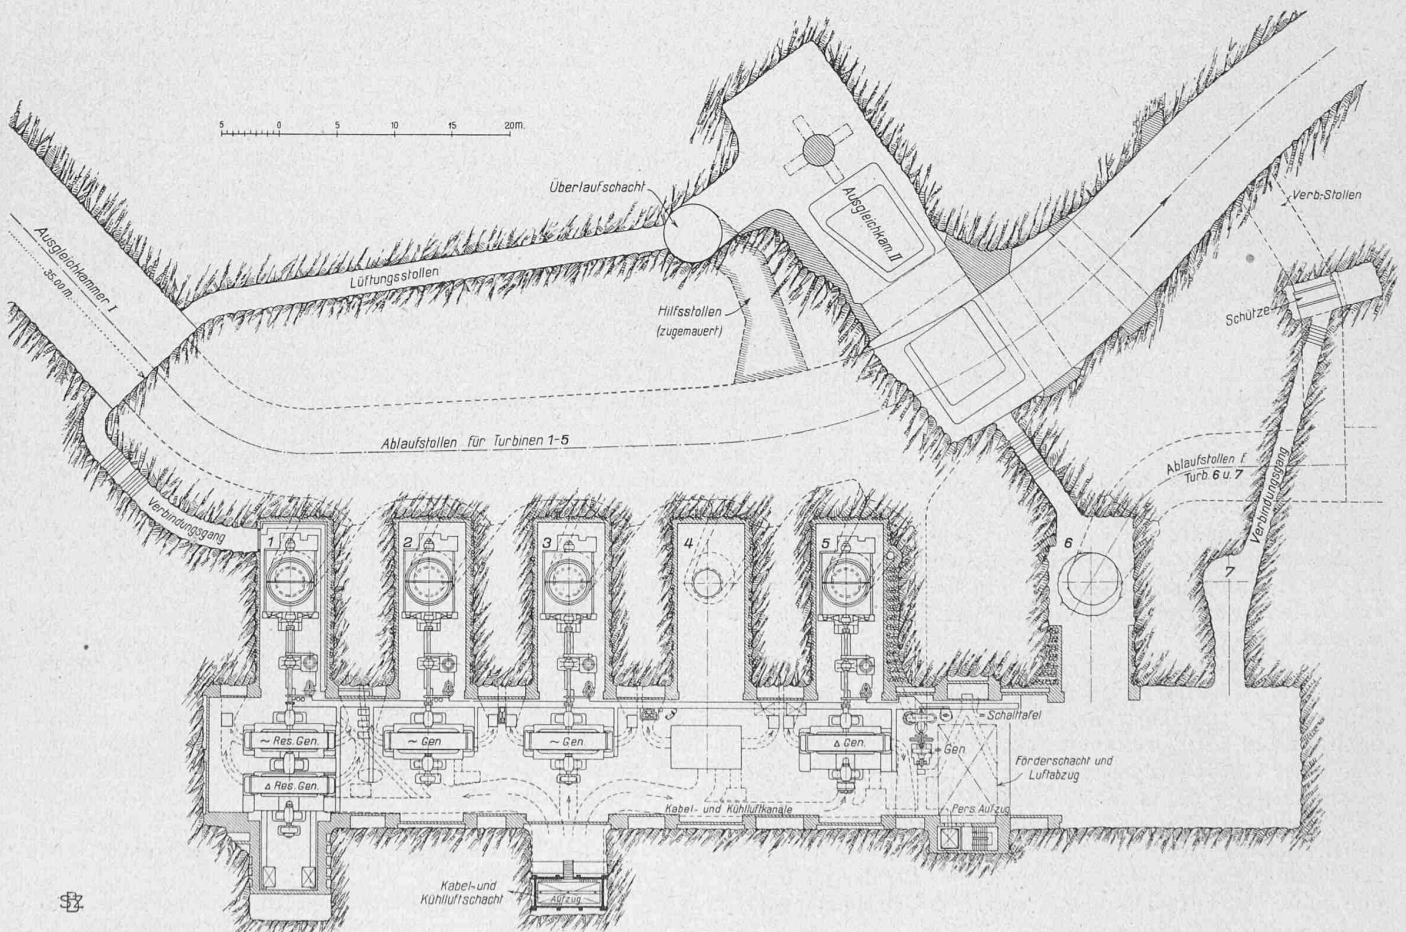 5 0 5 10 15 20m.
Überlaufschacht
Ausgleichkam. II
Verb-Stollen
Ausgleichkammer I
35.00 m.
Lüftungsstollen
Hilfsstollen
(zugemauert)
Schütze
Ablaufstollen für Turbinen 1-5
Ablaufstollen f.
Turb. 6 u. 7
Verbindungsgang
Verbindungsgang
1
2
3
4
5
6
7
~ Res. Gen.
~ Gen
~ Gen.
Δ Gen.
= Schalttafel
= Gen
Förderschacht und
Luftabzug
Δ Res. Gen.
Kabel- und Kühlluftkanäle
Pers. Aufzug
Kabel- und
Kühlluftschacht
Aufzug
SBZ